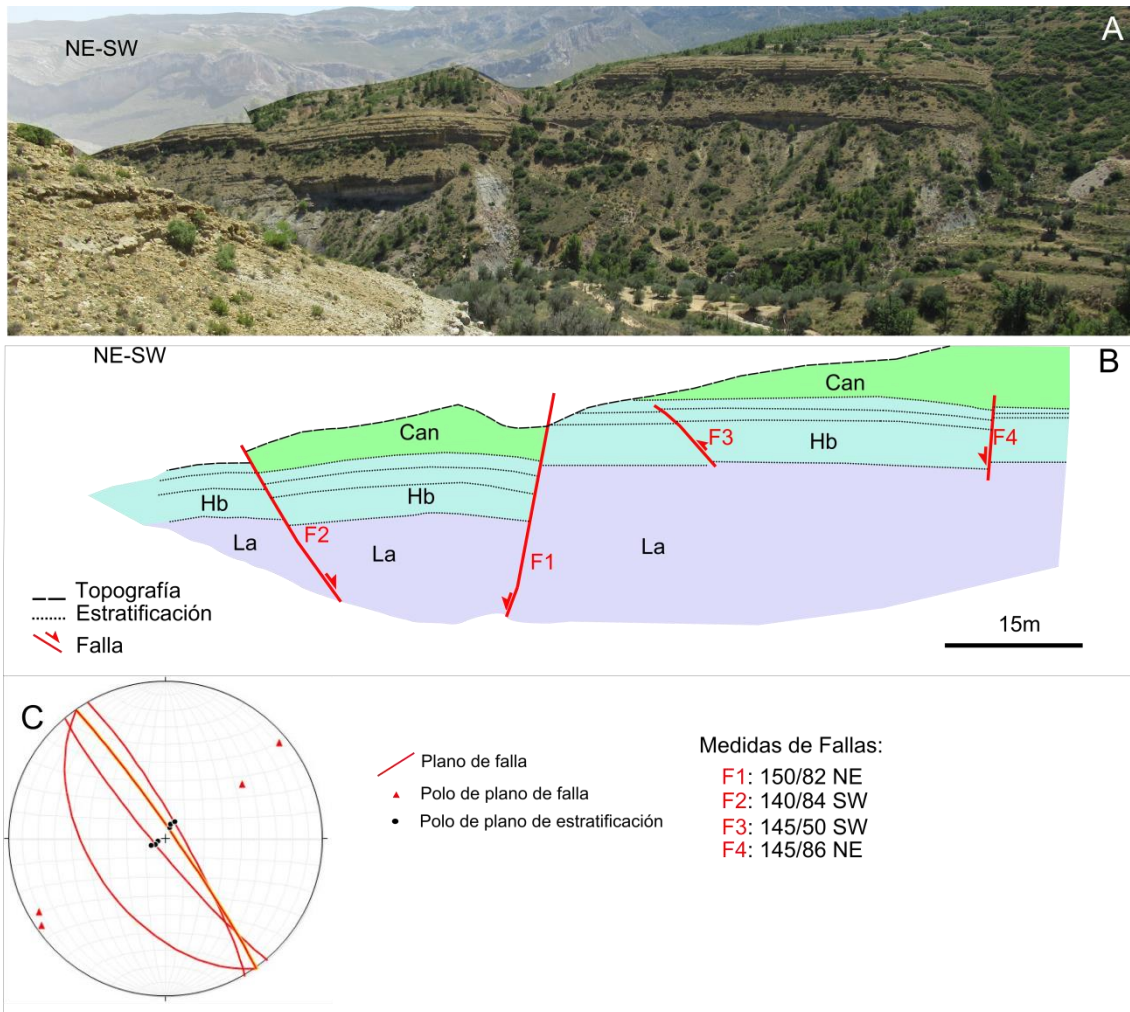 NE-SW
A
NE-SW
B
Can
Can
F3
F4
Hb
Hb
Hb
F2
F1
La
La
La
Topografía
Estratificación
Falla
15m
C
Plano de falla
Polo de plano de falla
Polo de plano de estratificación
Medidas de Fallas:
F1: 150/82 NE
F2: 140/84 SW
F3: 145/50 SW
F4: 145/86 NE